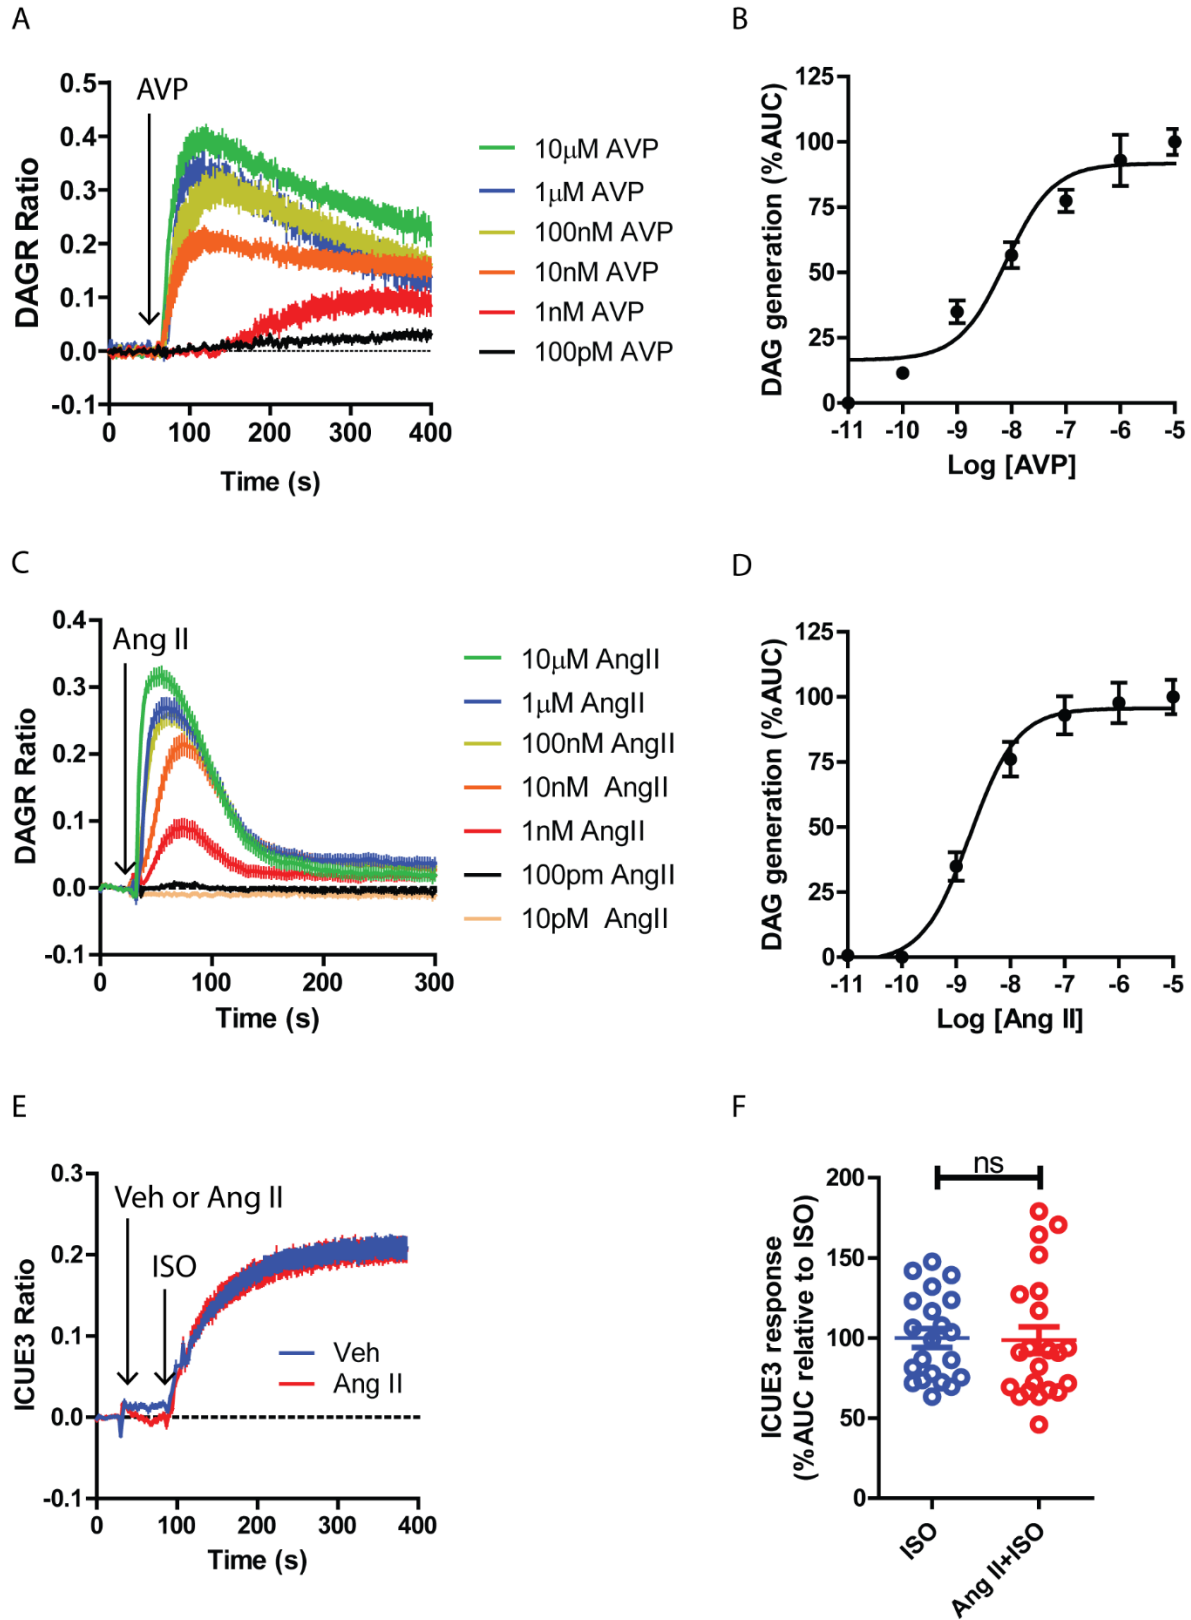 A
AVP
DAGR Ratio
0.5
0.4
0.3
0.2
0.1
0.0
-0.1
0
100
200
300
400
Time (s)
10μM AVP
1μM AVP
100nM AVP
10nM AVP
1nM AVP
100pM AVP
B
DAG generation (%AUC)
125
100
75
50
25
0
-11
-10
-9
-8
-7
-6
-5
Log [AVP]
C
Ang II
DAGR Ratio
0.4
0.3
0.2
0.1
0.0
-0.1
0
100
200
300
Time (s)
10μM AngII
1μM AngII
100nM AngII
10nM AngII
1nM AngII
100pm AngII
10pM AngII
D
DAG generation (%AUC)
125
100
75
50
25
0
-11
-10
-9
-8
-7
-6
-5
Log [Ang II]
E
Veh or Ang II
ISO
ICUE3 Ratio
0.3
0.2
0.1
0.0
-0.1
0
100
200
300
400
Time (s)
Veh
Ang II
F
ns
ICUE3 response
(%AUC relative to ISO)
200
150
100
50
0
ISO
Ang II+ISO